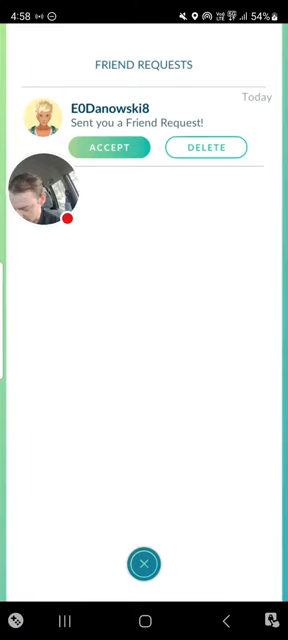 4:58
54%
FRIEND REQUESTS
Today
E0Danowski8
Sent you a Friend Request!
ACCEPT
DELETE